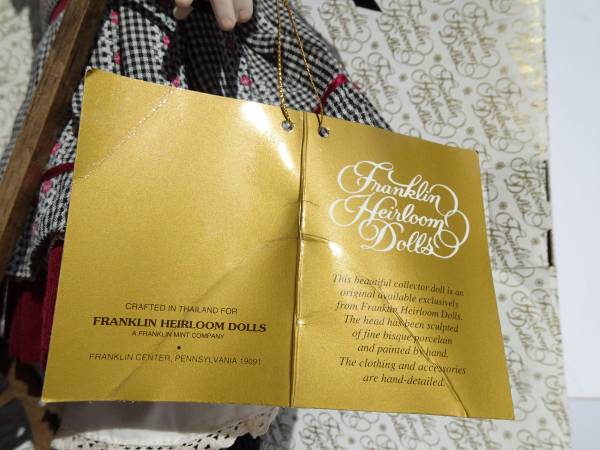 CRAFTED IN THAILAND FOR
FRANKLIN HEIRLOOM DOLLS
A FRANKLIN MINT COMPANY
•
FRANKLIN CENTER, PENNSYLVANIA 19091
Franklin
Heirloom
Dolls
This beautiful collector doll is an
original available exclusively
from Franklin Heirloom Dolls.
The head has been sculpted
of fine bisque porcelain
and painted by hand.
The clothing and accessories
are hand-detailed.